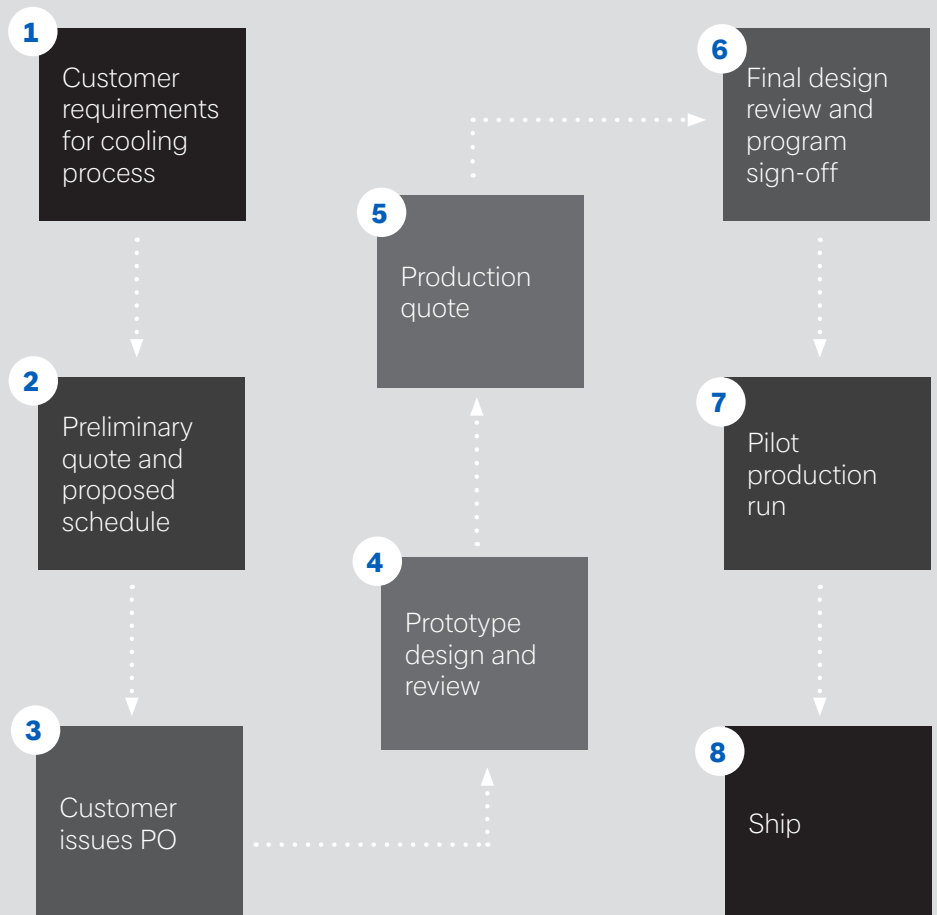 1
Customer
requirements
for cooling
process
2
Preliminary
quote and
proposed
schedule
3
Customer
issues PO
4
Prototype
design and
review
5
Production
quote
6
Final design
review and
program
sign-off
7
Pilot
production
run
8
Ship